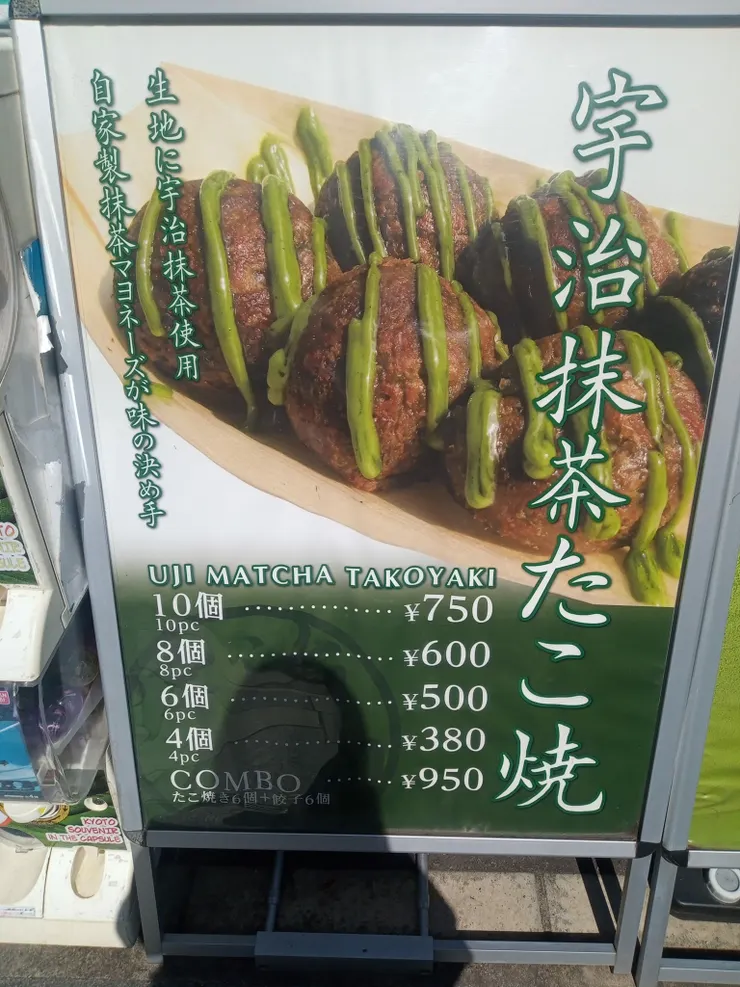 宇治抹茶たこ焼
生地に宇治抹茶使用
自家製抹茶マヨネーズが味の決め手
UJI MATCHA TAKOYAKI
10個 ¥750
10pc
8個 ¥600
8pc
6個 ¥500
6pc
4個 ¥380
4pc
COMBO ¥950
たこ焼き6個+餃子6個
KYOTO
SOUVENIR
IN THE CAPSULE